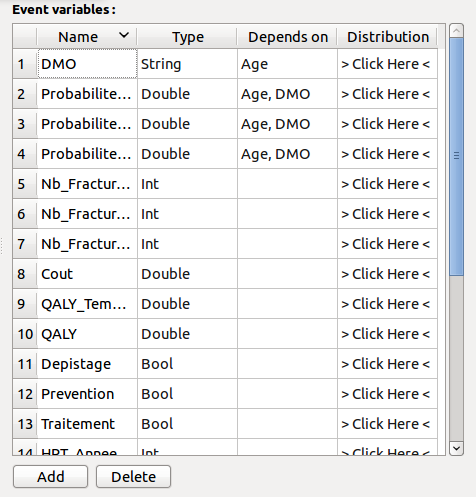 Event variables:
Name Type Depends on Distribution
1 DMO String Age > Click Here <
2 Probabilite... Double Age, DMO > Click Here <
3 Probabilite... Double Age, DMO > Click Here <
4 Probabilite... Double Age, DMO > Click Here <
5 Nb_Fractur... Int > Click Here <
6 Nb_Fractur... Int > Click Here <
7 Nb_Fractur... Int > Click Here <
8 Cout Double > Click Here <
9 QALY_Tem... Double > Click Here <
10 QALY Double > Click Here <
11 Depistage Bool > Click Here <
12 Prevention Bool > Click Here <
13 Traitement Bool > Click Here <
14 HRT_Annee Int > Click Here <
Add Delete